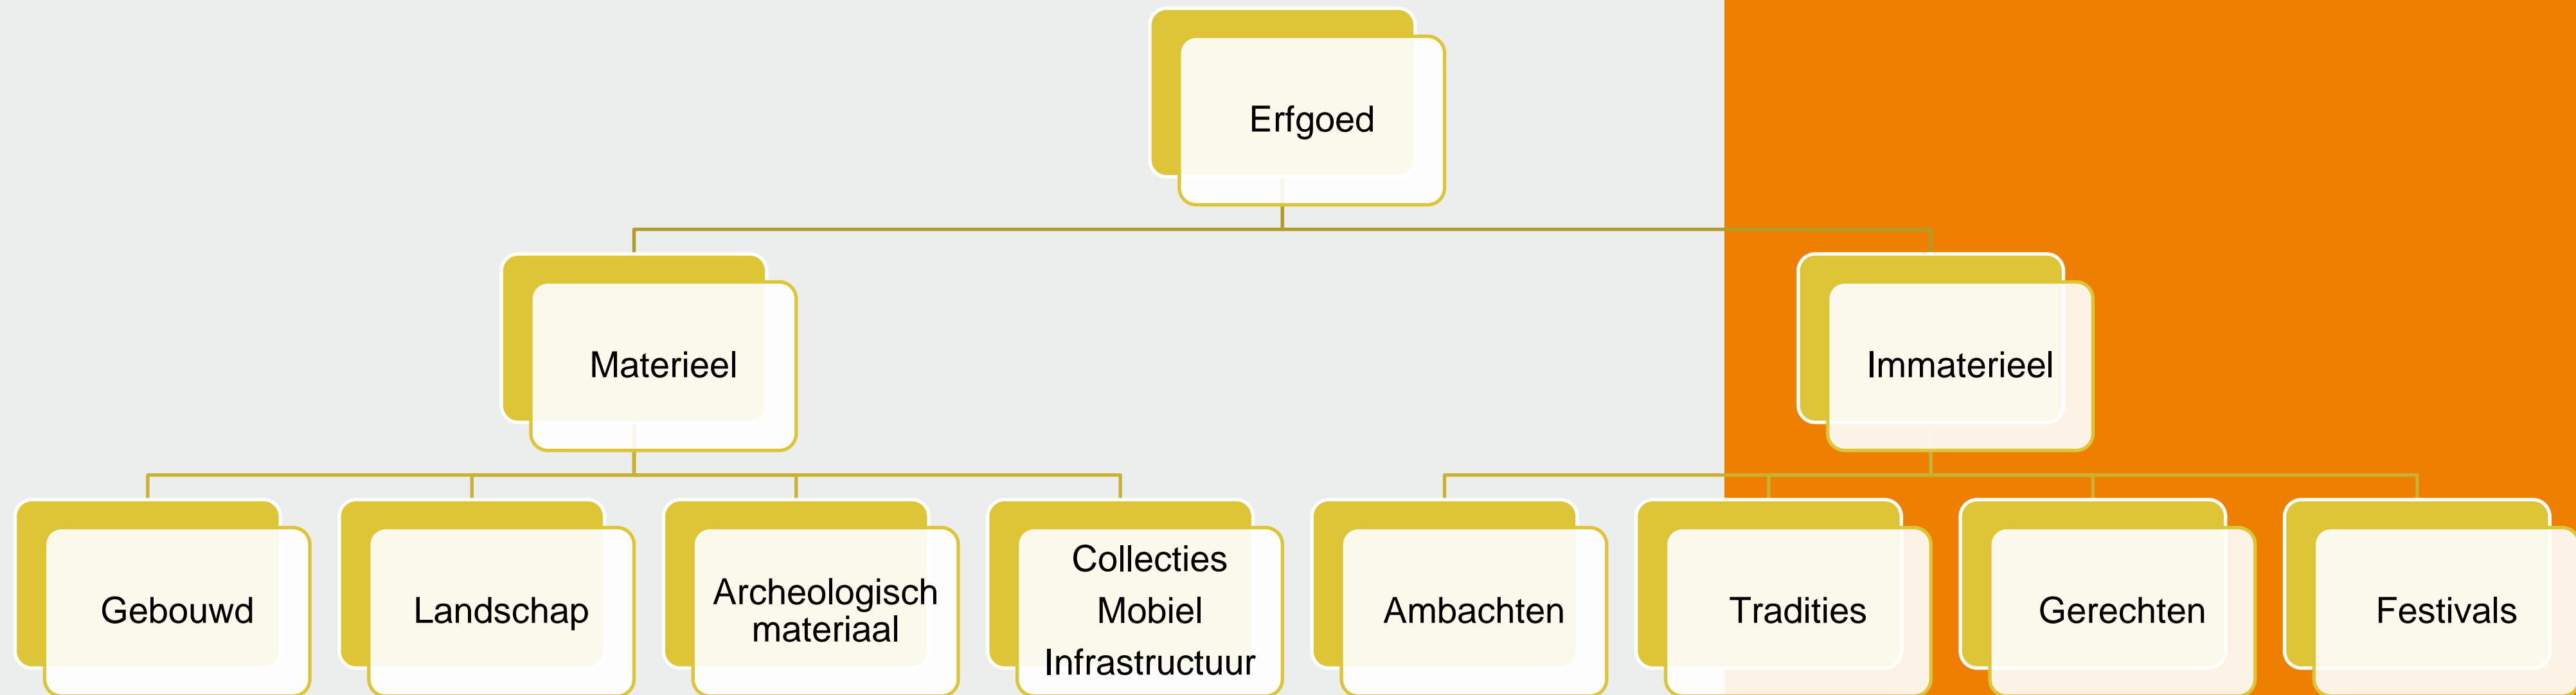 Erfgoed
Materieel
Immaterieel
Gebouwd
Landschap
Archeologisch
materiaal
Collecties
Mobiel
Infrastructuur
Ambachten
Tradities
Gerechten
Festivals